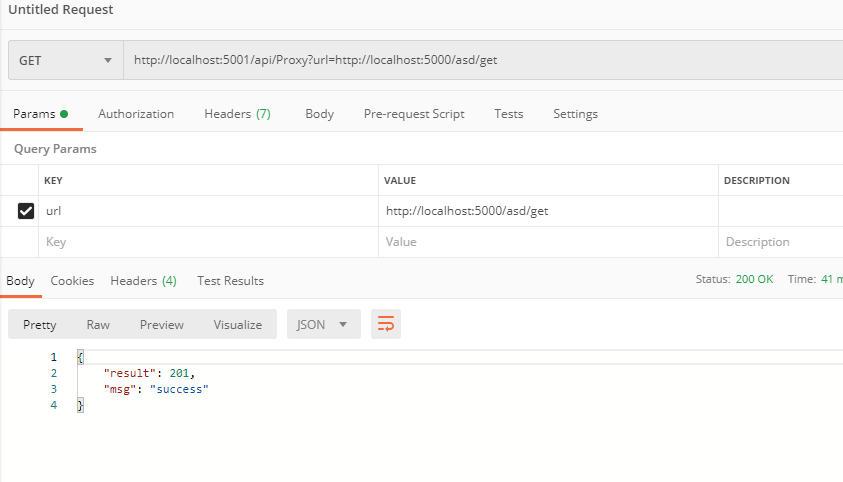 Untitled Request
GET http://localhost:5001/api/Proxy?url=http://localhost:5000/asd/get
Params Authorization Headers (7) Body Pre-request Script Tests Settings
Query Params
KEY VALUE DESCRIPTION
url http://localhost:5000/asd/get
Key Value Description
Body Cookies Headers (4) Test Results Status: 200 OK Time: 41
Pretty Raw Preview Visualize JSON
1 {
2 "result": 201,
3 "msg": "success"
4 }